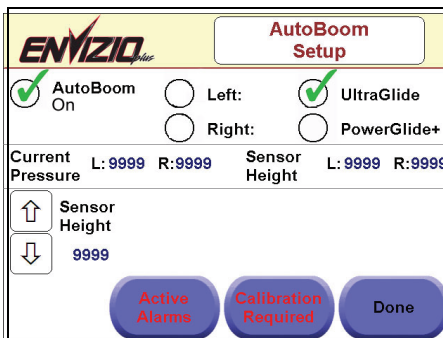 ENVIZIO plus
AutoBoom
Setup
AutoBoom
On
Left:
UltraGlide
Right:
PowerGlide+
Current
Pressure
L: 9999 R: 9999
Sensor
Height
L: 9999 R: 9999
Sensor
Height
9999
Active
Alarms
Calibration
Required
Done